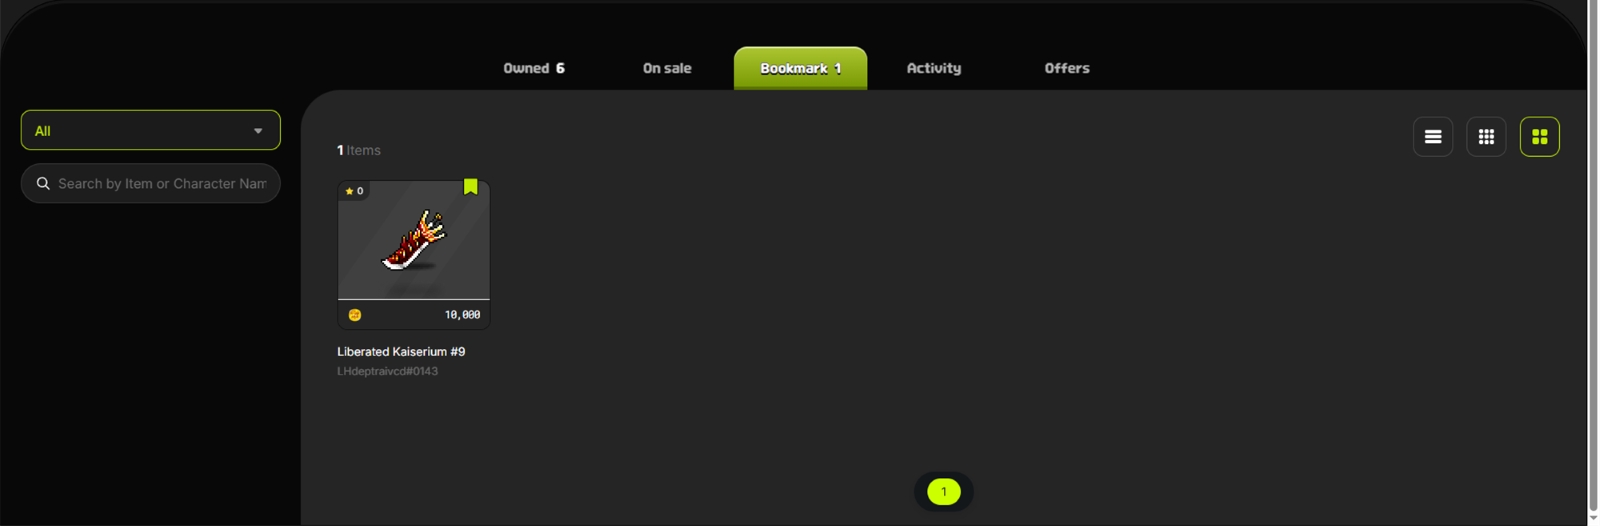 Owned 6
On sale
Bookmark 1
Activity
Offers
All
Search by Item or Character Nam
1 Items
0
10,000
Liberated Kaiserium #9
LHdeptraivcd#0143
1